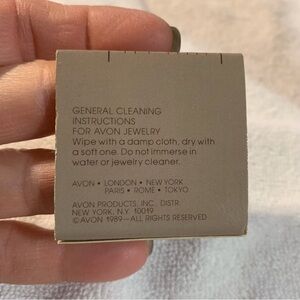 GENERAL CLEANING
INSTRUCTIONS
FOR AVON JEWELRY
Wipe with a damp cloth, dry with
a soft one. Do not immerse in
water or jewelry cleaner.
AVON • LONDON • NEW YORK
PARIS • ROME • TOKYO
AVON PRODUCTS, INC., DISTR.
NEW YORK, N.Y. 10019
©AVON 1989—ALL RIGHTS RESERVED